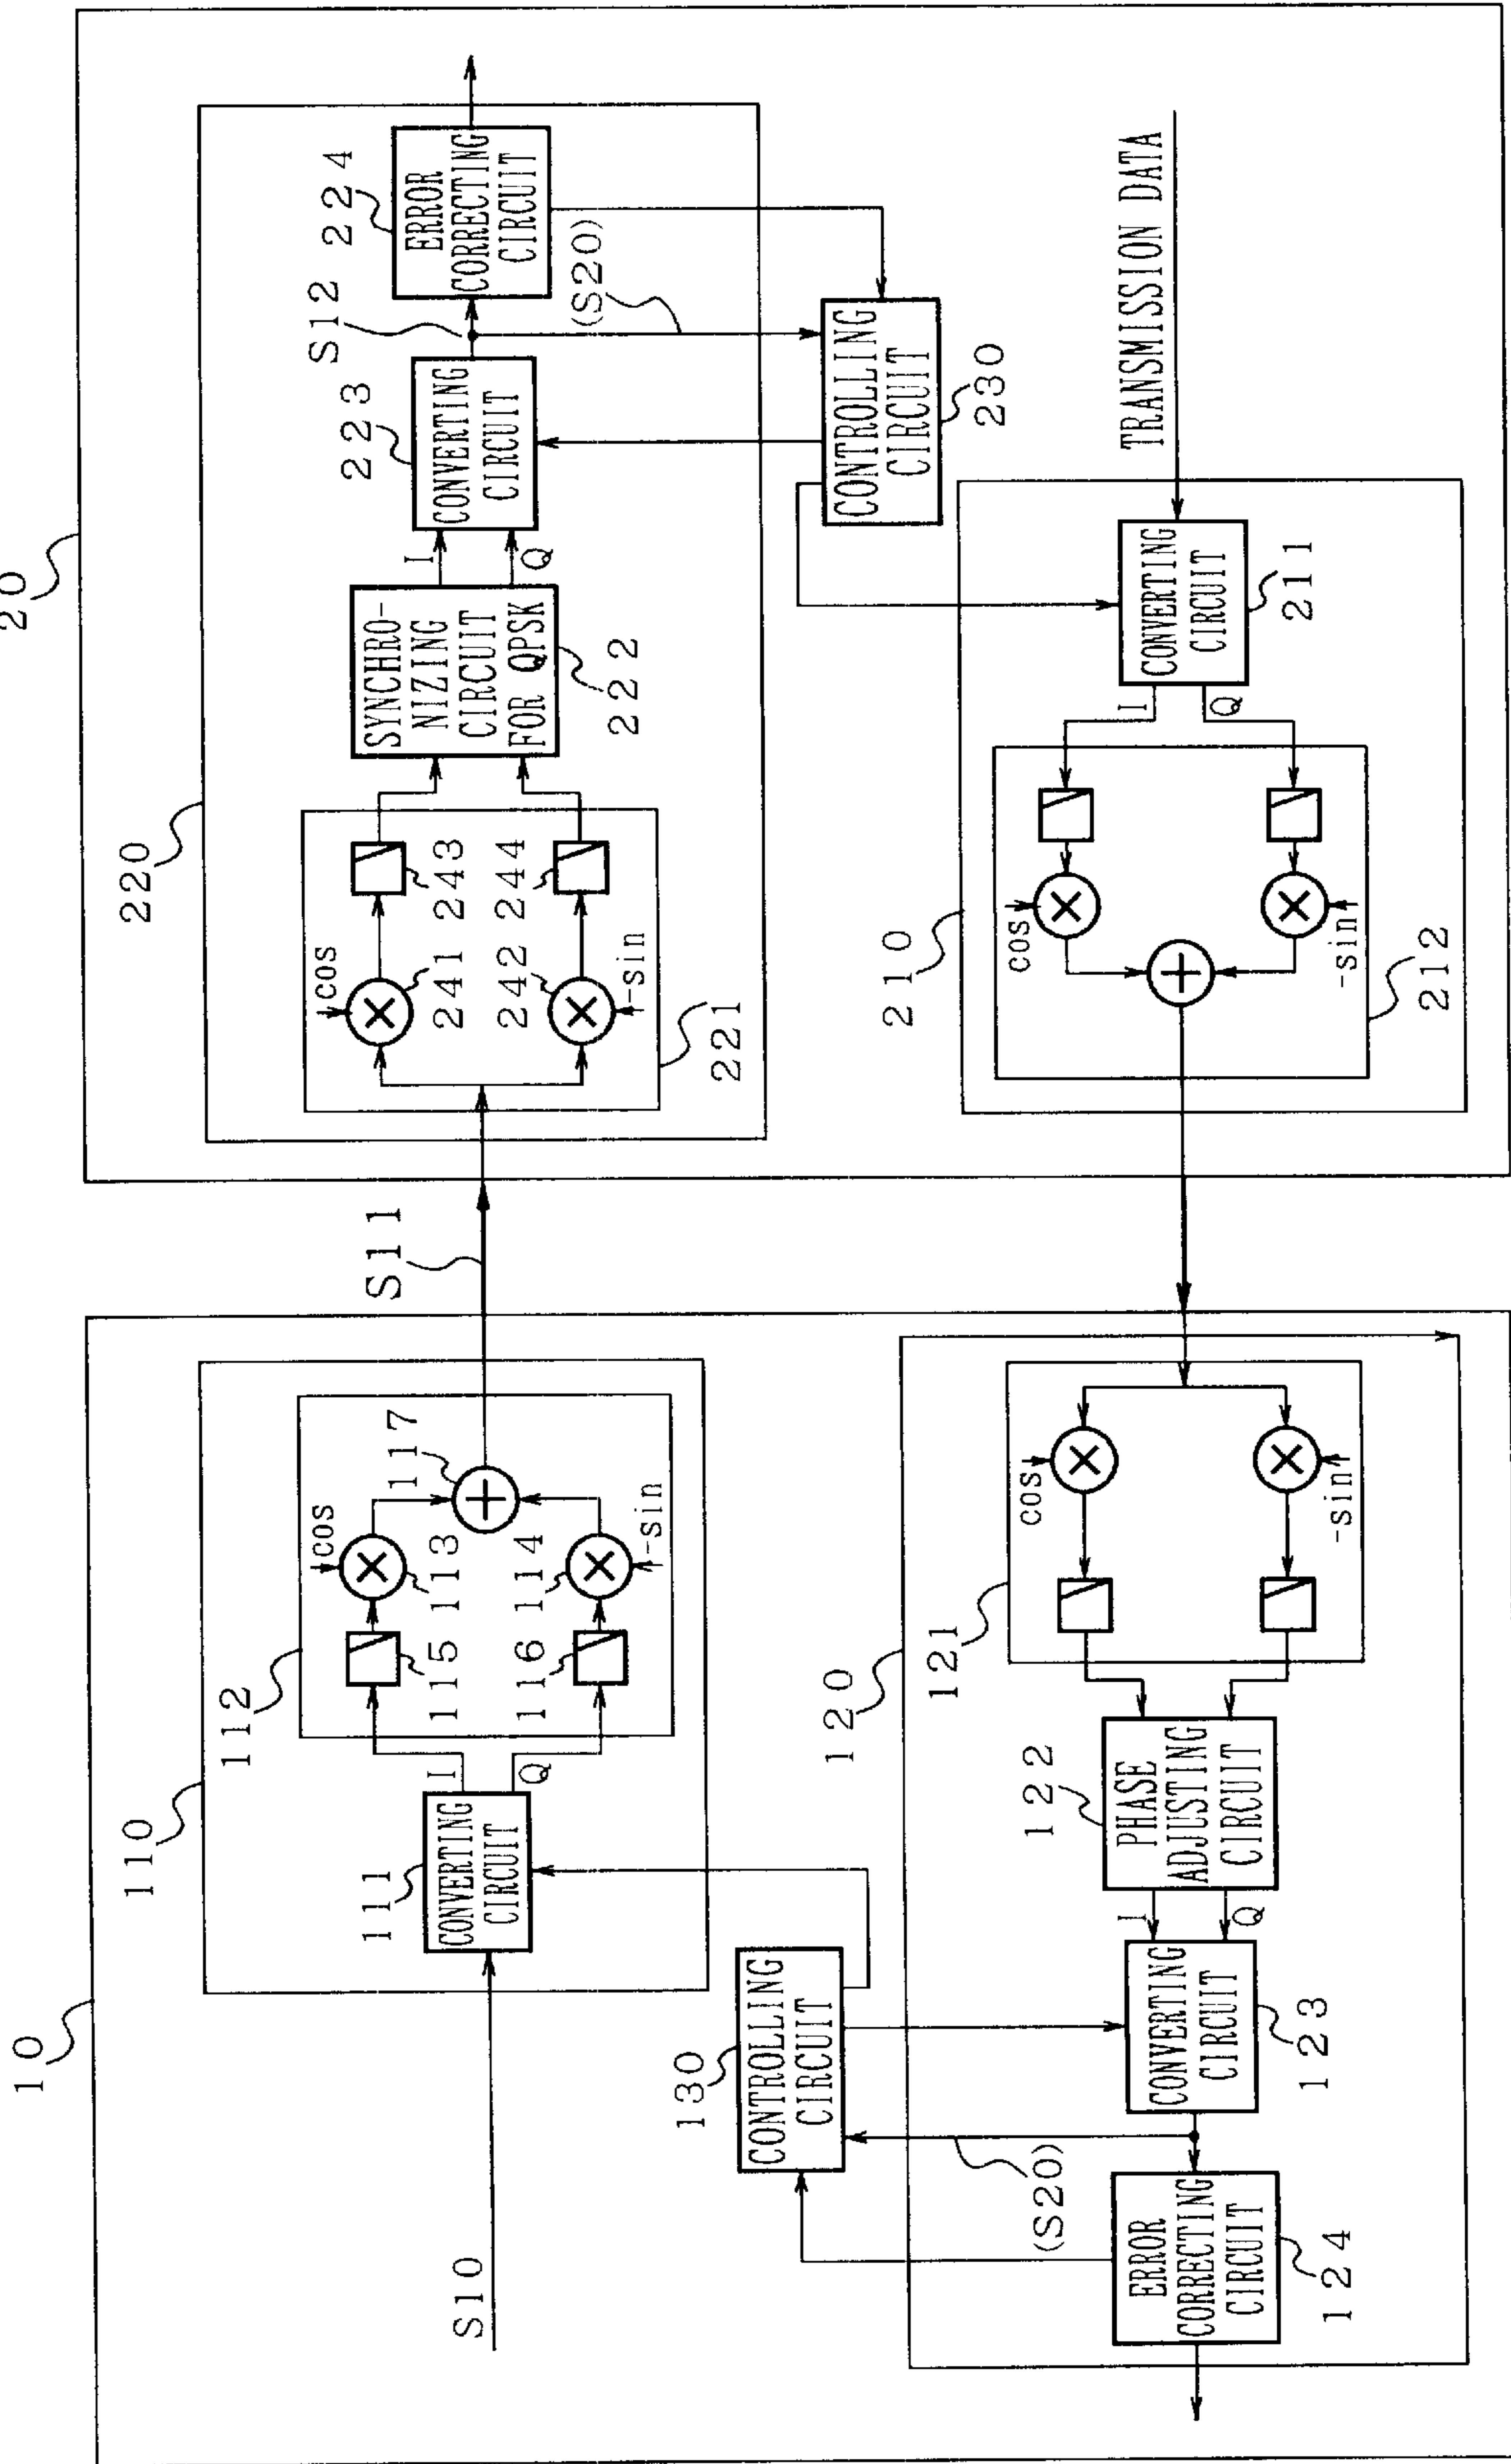 10
110
S10
111
CONVERTING
CIRCUIT
I
Q
112
115
116
cos
113
114
-sin
117
S11
130
CONTROLLING
CIRCUIT
(S20)
120
124
ERROR
CORRECTING
CIRCUIT
123
CONVERTING
CIRCUIT
I
Q
122
PHASE
ADJUSTING
CIRCUIT
121
cos
-sin
20
220
221
cos
241
242
-sin
243
244
SYNCHRO-
NIZING
CIRCUIT
FOR QPSK
222
I
Q
223
CONVERTING
CIRCUIT
S12
224
ERROR
CORRECTING
CIRCUIT
(S20)
CONTROLLING
CIRCUIT
230
210
212
cos
-sin
I
Q
CONVERTING
CIRCUIT
211
TRANSMISSION DATA